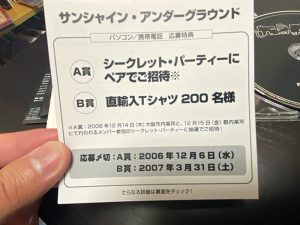 サンシャイン・アンダーグラウンド
パソコン/携帯電話 応募特典
A賞 シークレット・パーティーに
ペアでご招待※
B賞 直輸入Tシャツ 200名様
※A賞：2006年12月14日(木)大阪市内某所と、12月15日(金)都内某所
にて行われるメンバー参加のシークレット・パーティーに抽選でご招待！
応募〆切：A賞：2006年12月6日(水)
B賞：2007年3月31日(土)
さらなる詳細は裏面をチェック！